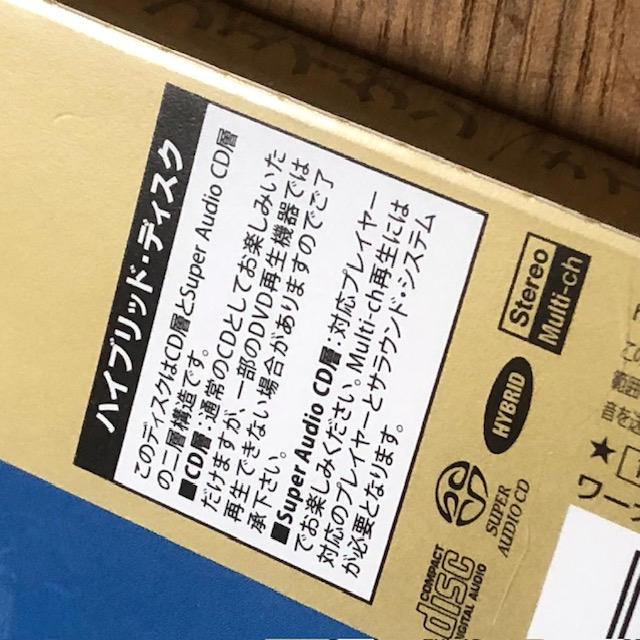 ハイブリッド・ディスク
このディスクはCD層とSuper Audio CD層
の二層構造です。
■CD層:通常のCDとしてお楽しみいた
だけますが、一部のDVD再生機器では
再生できない場合がありますのでご了
承下さい。
■Super Audio CD層:対応プレイヤー
でお楽しみください。Multi-ch再生には
対応のプレイヤーとサラウンド・システム
が必要となります。
Stereo
Multi-ch
HYBRID
SUPER
AUDIO CD
COMPACT
disc
DIGITAL AUDIO
範囲
音を
★
ワー